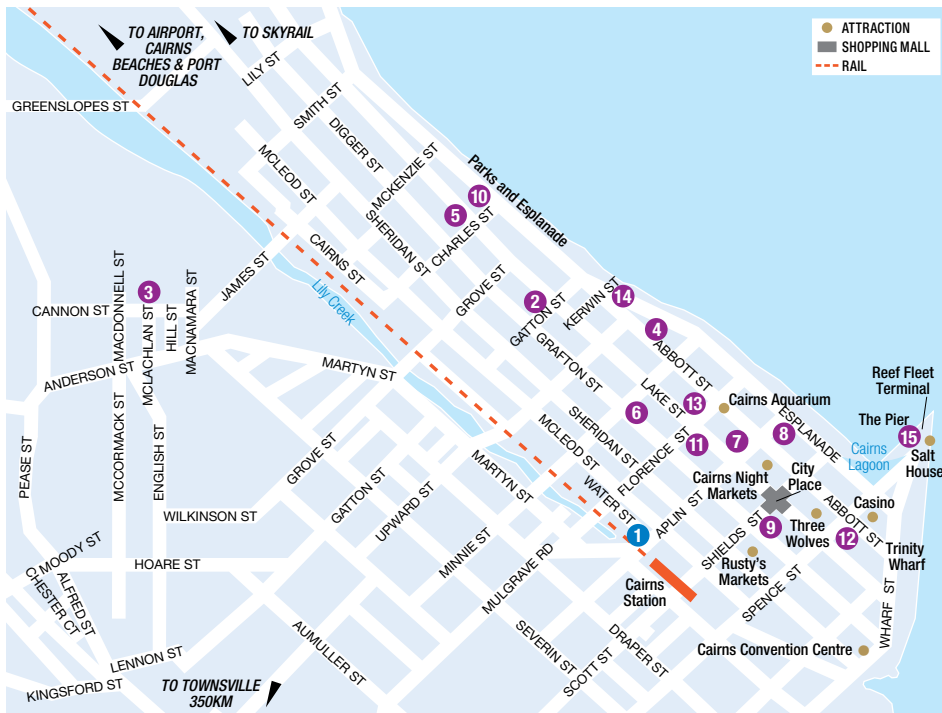 TO AIRPORT,
CAIRNS
BEACHES & PORT
DOUGLAS
TO SKYRAIL
ATTRACTION
SHOPPING MALL
RAIL
LILY ST
GREENSLOPES ST
SMITH ST
DIGGER ST
MCLEOD ST
MCKENZIE ST
Parks and Esplanade
10
5
CHARLES ST
SHERIDAN ST
CAIRNS ST
JAMES ST
Lily Creek
GROVE ST
MACDONNELL ST
3
CANNON ST
MCLACHLAN ST
HILL ST
MACNAMARA ST
2
GATTON ST
KERWIN ST
14
4
GRAFTON ST
ABBOTT ST
ANDERSON ST
MARTYN ST
Reef Fleet
Terminal
LAKE ST
13
Cairns Aquarium
ESPLANADE
The Pier
15
Salt
House
6
SHERIDAN ST
MCLEOD ST
FLORENCE ST
11
7
8
Cairns
Lagoon
PEASE ST
MCCORMACK ST
ENGLISH ST
GROVE ST
GATTON ST
UPWARD ST
MARTYN ST
WATER ST
Cairns Night
Markets
City
Place
WILKINSON ST
1
APLIN ST
SHIELDS ST
9
Three
Wolves
ABBOTT ST
12
Casino
Trinity
Wharf
MOODY ST
HOARE ST
MINNIE ST
MULGRAVE RD
Cairns
Station
Rusty's
Markets
SPENCE ST
CHESTER CT
ALFRED ST
AUMULLER ST
SEVERIN ST
SCOTT ST
DRAPER ST
Cairns Convention Centre
WHARF ST
LENNON ST
KINGSFORD ST
TO TOWNSVILLE
350KM